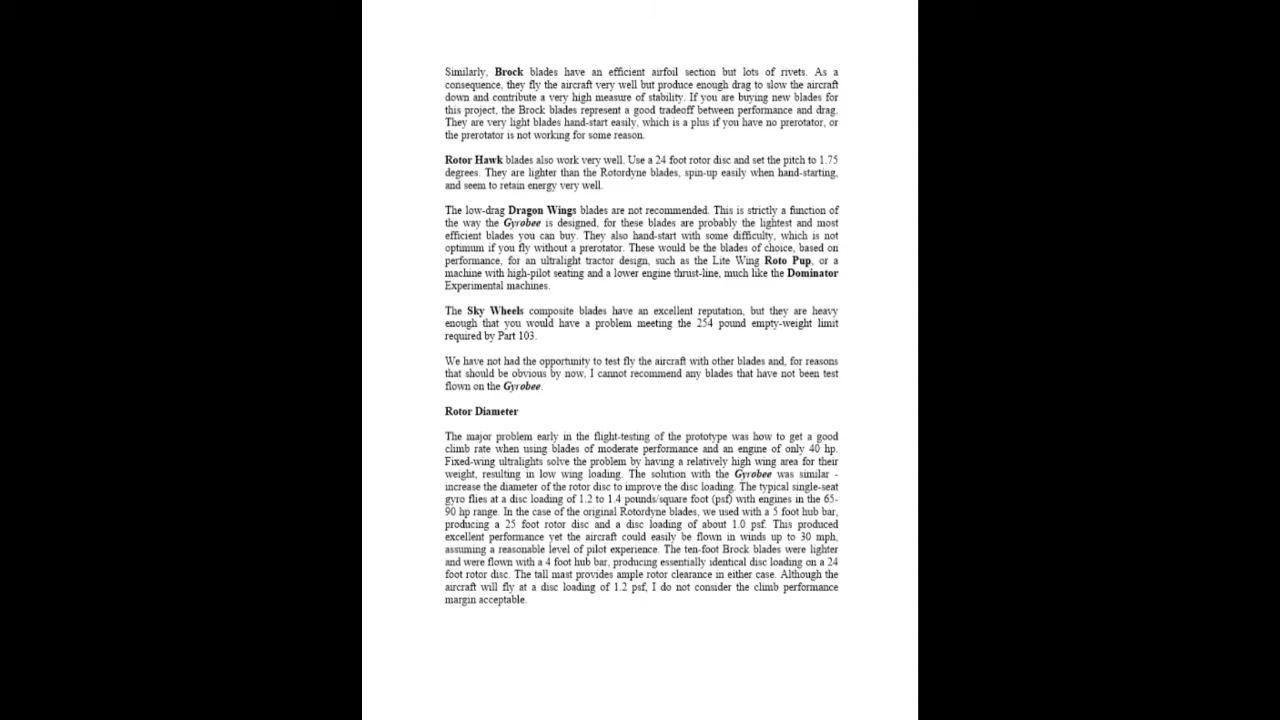 Similarly, Brock blades have an efficient airfoil section but lots of rivets. As a
consequence, they fly the aircraft very well but produce enough drag to slow the aircraft
down and contribute a very high measure of stability. If you are buying new blades for
this project, the Brock blades represent a good tradeoff between performance and drag.
They are very light blades hand-start easily, which is a plus if you have no prerotator, or
the prerotator is not working for some reason.
Rotor Hawk blades also work very well. Use a 24 foot rotor disc and set the pitch to 1.75
degrees. They are lighter than the Rotordyne blades, spin-up easily when hand-starting,
and seem to retain energy very well.
The low-drag Dragon Wings blades are not recommended. This is strictly a function of
the way the Gyrobee is designed, for these blades are probably the lightest and most
efficient blades you can buy. They also hand-start with some difficulty, which is not
optimum if you fly without a prerotator. These would be the blades of choice, based on
performance, for an ultralight tractor design, such as the Lite Wing Roto Pup, or a
machine with high-pilot seating and a lower engine thrust-line, much like the Dominator
Experimental machines.
The Sky Wheels composite blades have an excellent reputation, but they are heavy
enough that you would have a problem meeting the 254 pound empty-weight limit
required by Part 103.
We have not had the opportunity to test fly the aircraft with other blades and, for reasons
that should be obvious by now, I cannot recommend any blades that have not been test
flown on the Gyrobee.
Rotor Diameter
The major problem early in the flight-testing of the prototype was how to get a good
climb rate when using blades of moderate performance and an engine of only 40 hp.
Fixed-wing ultralights solve the problem by having a relatively high wing area for their
weight, resulting in low wing loading. The solution with the Gyrobee was similar -
increase the diameter of the rotor disc to improve the disc loading. The typical single-seat
gyro flies at a disc loading of 1.2 to 1.4 pounds/square foot (psf) with engines in the 65-
90 hp range. In the case of the original Rotordyne blades, we used with a 5 foot hub bar,
producing a 25 foot rotor disc and a disc loading of about 1.0 psf. This produced
excellent performance yet the aircraft could easily be flown in winds up to 30 mph,
assuming a reasonable level of pilot experience. The ten-foot Brock blades were lighter
and were flown with a 4 foot hub bar, producing essentially identical disc loading on a 24
foot rotor disc. The tall mast provides ample rotor clearance in either case. Although the
aircraft will fly at a disc loading of 1.2 psf, I do not consider the climb performance
margin acceptable.